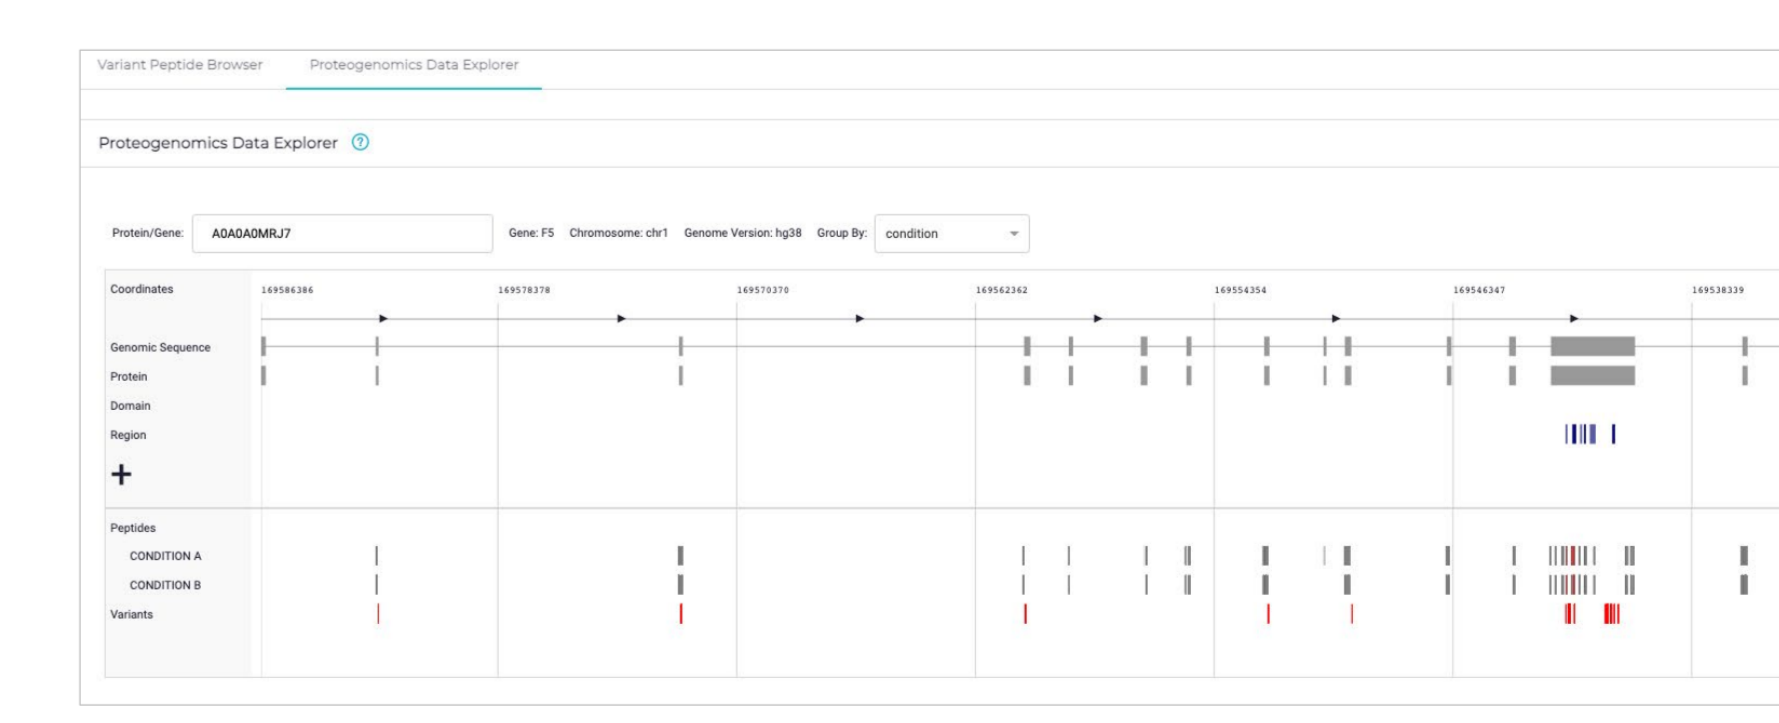 Variant Peptide Browser Proteogenomics Data Explorer
Proteogenomics Data Explorer ?
Protein/Gene: A0A0A0MRJ7 Gene: F5 Chromosome: chr1 Genome Version: hg38 Group By: condition
Coordinates 169586386 169578378 169570370 169562362 169554354 169546347 169538339
Genomic Sequence
Protein
Domain
Region
+
Peptides
CONDITION A
CONDITION B
Variants